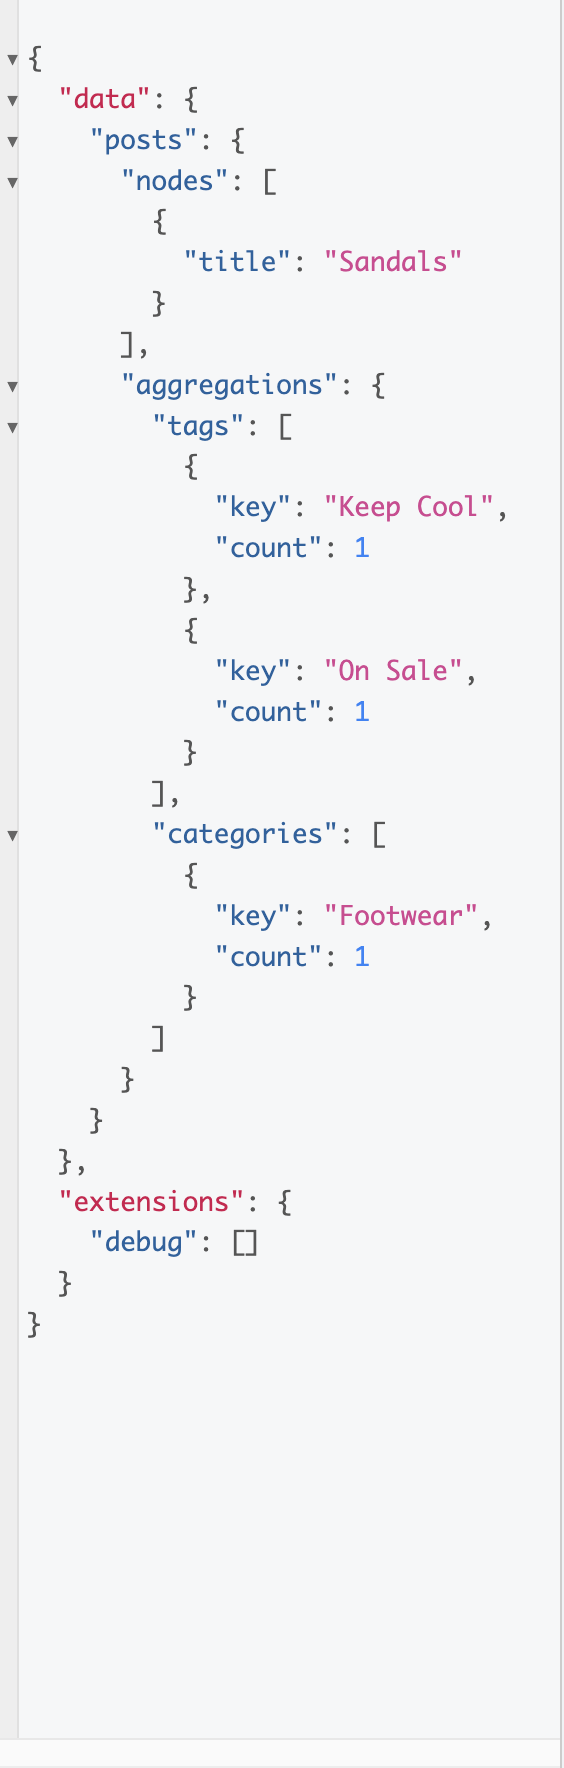 {
  "data": {
    "posts": {
      "nodes": [
        {
          "title": "Sandals"
        }
      ],
      "aggregations": {
        "tags": [
          {
            "key": "Keep Cool",
            "count": 1
          },
          {
            "key": "On Sale",
            "count": 1
          }
        ],
        "categories": [
          {
            "key": "Footwear",
            "count": 1
          }
        ]
      }
    }
  },
  "extensions": {
    "debug": []
  }
}